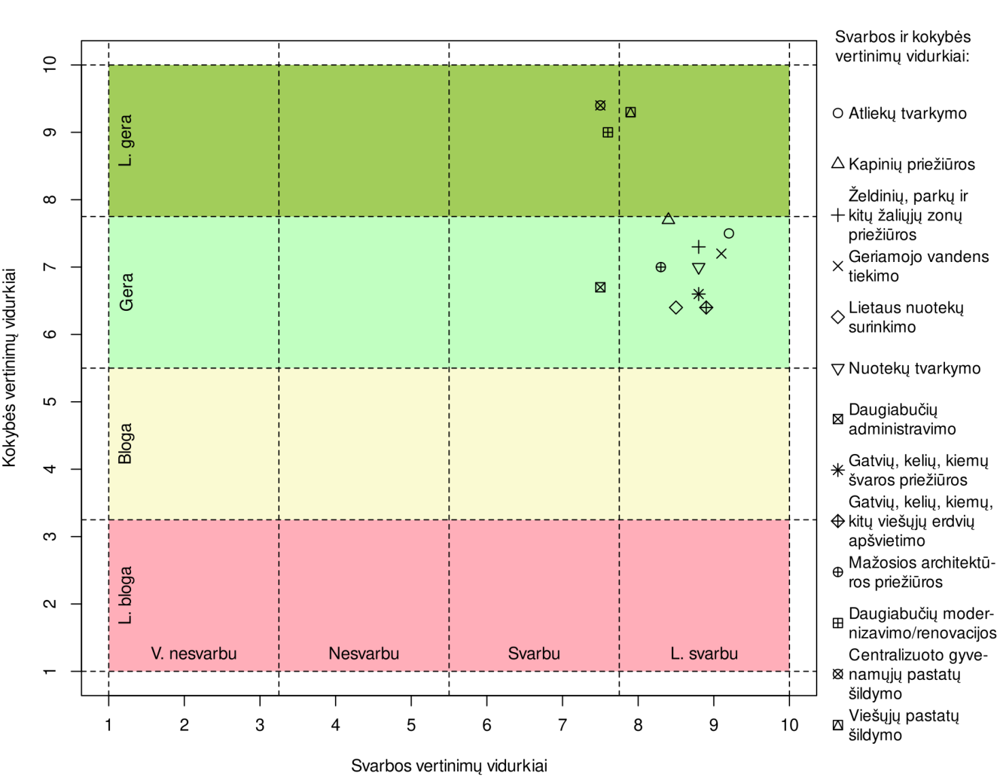 Svarbos ir kokybės
vertinimų vidurkiai:
Atliekų tvarkymo
Kapinių priežiūros
Želdinių, parkų ir
kitų žaliųjų zonų
priežiūros
Geriamojo vandens
tiekimo
Lietaus nuotekų
surinkimo
Nuotekų tvarkymo
Daugiabučių
administravimo
Gatvių, kelių, kiemų
švaros priežiūros
Gatvių, kelių, kiemų,
kitų viešųjų erdvių
apšvietimo
Mažosios architektū-
ros priežiūros
Daugiabučių moder-
nizavimo/renovacijos
Centralizuoto gyve-
namųjų pastatų
šildymo
Viešųjų pastatų
šildymo
Kokybės vertinimų vidurkiai
10
9
8
7
6
5
4
3
2
1
L. gera
Gera
Bloga
L. bloga
V. nesvarbu
Nesvarbu
Svarbu
L. svarbu
1
2
3
4
5
6
7
8
9
10
Svarbos vertinimų vidurkiai